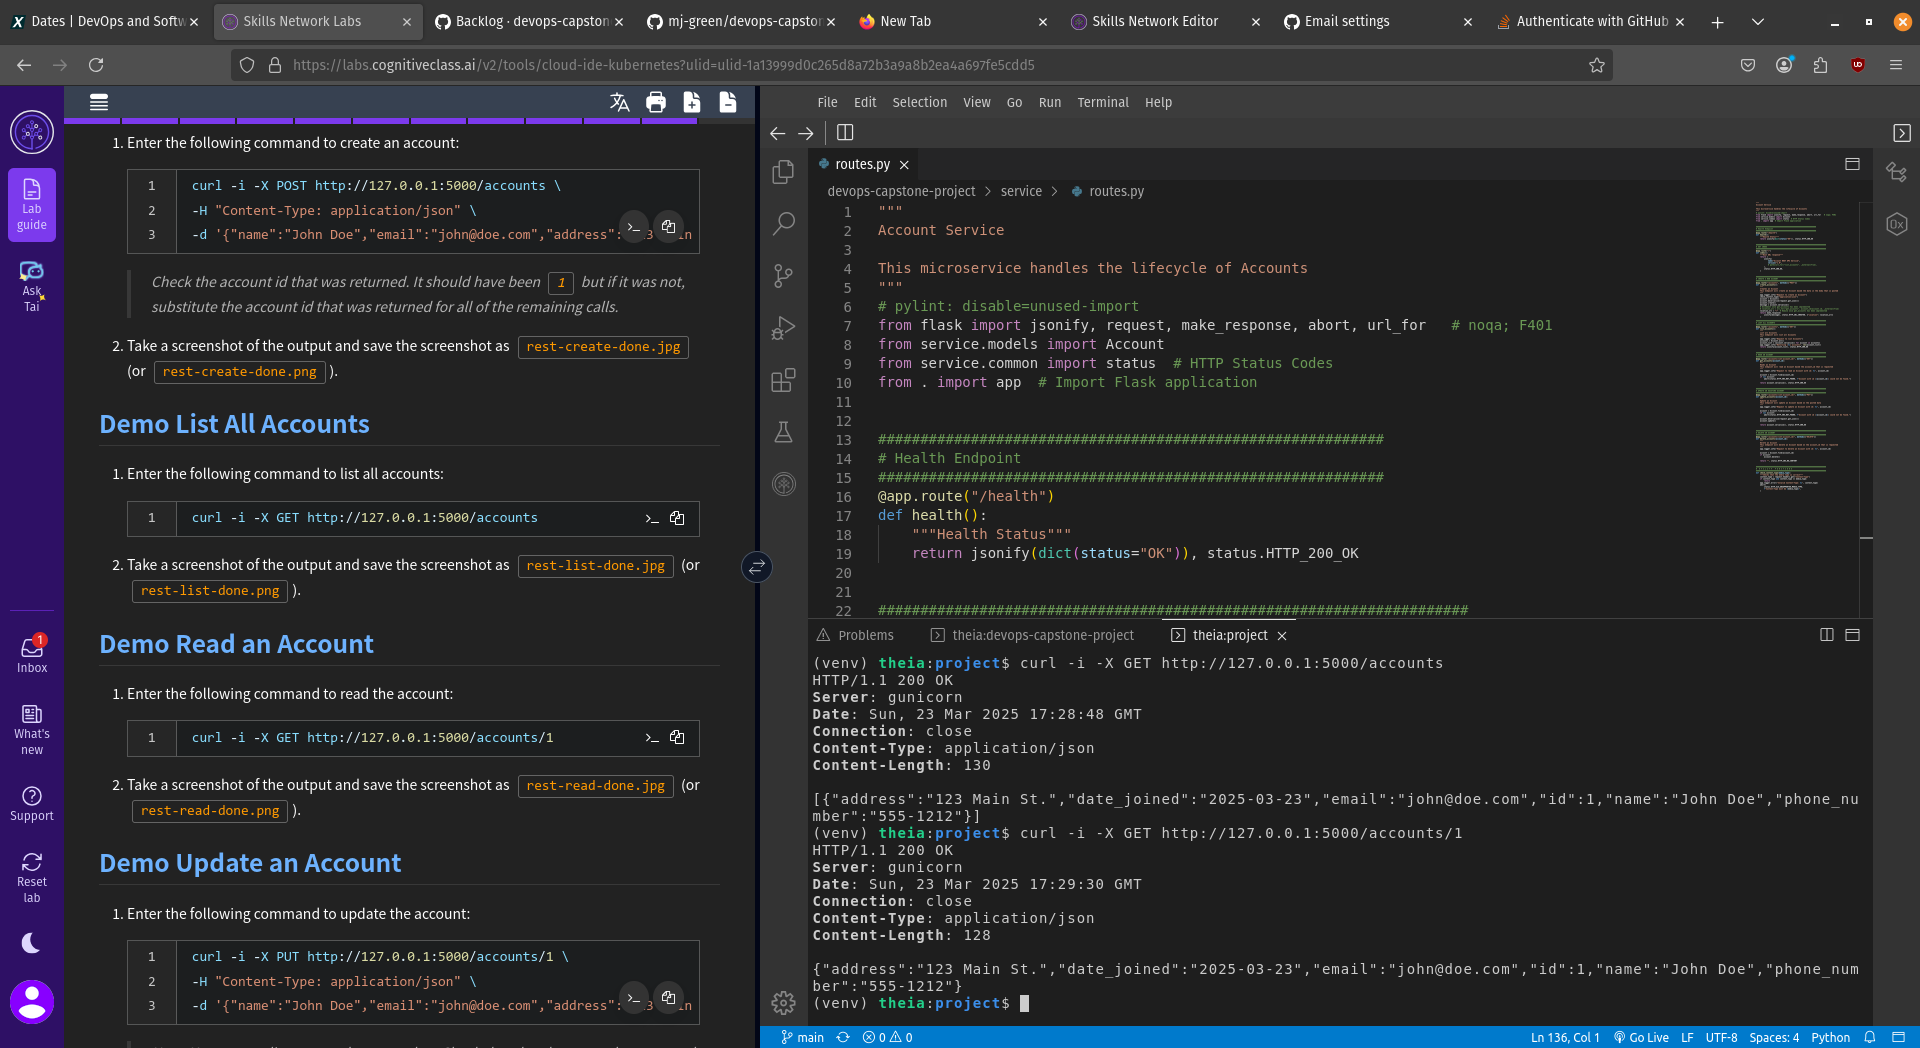 Dates | DevOps and Softw
Skills Network Labs
Backlog · devops-capston
mj-green/devops-capston
New Tab
Skills Network Editor
Email settings
Authenticate with GitHub
https://labs.cognitiveclass.ai/v2/tools/cloud-ide-kubernetes?ulid=ulid-1a13999d0c265d8a72b3a9a8b2ea4a697fe5cdd5
Lab
guide
Ask
Tai
1
Inbox
What's
new
Support
Reset
lab
1. Enter the following command to create an account:
1 curl -i -X POST http://127.0.0.1:5000/accounts \
2 -H "Content-Type: application/json" \
3 -d '{"name":"John Doe","email":"john@doe.com","address":
Check the account id that was returned. It should have been 1 but if it was not,
substitute the account id that was returned for all of the remaining calls.
2. Take a screenshot of the output and save the screenshot as rest-create-done.jpg
(or rest-create-done.png ).
Demo List All Accounts
1. Enter the following command to list all accounts:
1 curl -i -X GET http://127.0.0.1:5000/accounts
2. Take a screenshot of the output and save the screenshot as rest-list-done.jpg (or
rest-list-done.png ).
Demo Read an Account
1. Enter the following command to read the account:
1 curl -i -X GET http://127.0.0.1:5000/accounts/1
2. Take a screenshot of the output and save the screenshot as rest-read-done.jpg (or
rest-read-done.png ).
Demo Update an Account
1. Enter the following command to update the account:
1 curl -i -X PUT http://127.0.0.1:5000/accounts/1 \
2 -H "Content-Type: application/json" \
3 -d '{"name":"John Doe","email":"john@doe.com","address":
File Edit Selection View Go Run Terminal Help
routes.py
devops-capstone-project > service > routes.py
1 """
2 Account Service
3
4 This microservice handles the lifecycle of Accounts
5 """
6 # pylint: disable=unused-import
7 from flask import jsonify, request, make_response, abort, url_for   # noqa; F401
8 from service.models import Account
9 from service.common import status  # HTTP Status Codes
10 from . import app  # Import Flask application
11
12
13 ############################################################
14 # Health Endpoint
15 ############################################################
16 @app.route("/health")
17 def health():
18     """Health Status"""
19     return jsonify(dict(status="OK")), status.HTTP_200_OK
20
21
22 ######################################################################
Problems theia:devops-capstone-project theia:project
(venv) theia:project$ curl -i -X GET http://127.0.0.1:5000/accounts
HTTP/1.1 200 OK
Server: gunicorn
Date: Sun, 23 Mar 2025 17:28:48 GMT
Connection: close
Content-Type: application/json
Content-Length: 130
[{"address":"123 Main St.","date_joined":"2025-03-23","email":"john@doe.com","id":1,"name":"John Doe","phone_nu
mber":"555-1212"}]
(venv) theia:project$ curl -i -X GET http://127.0.0.1:5000/accounts/1
HTTP/1.1 200 OK
Server: gunicorn
Date: Sun, 23 Mar 2025 17:29:30 GMT
Connection: close
Content-Type: application/json
Content-Length: 128
{"address":"123 Main St.","date_joined":"2025-03-23","email":"john@doe.com","id":1,"name":"John Doe","phone_num
ber":"555-1212"}
(venv) theia:project$
main 0 0
Ln 136, Col 1 Go Live LF UTF-8 Spaces: 4 Python